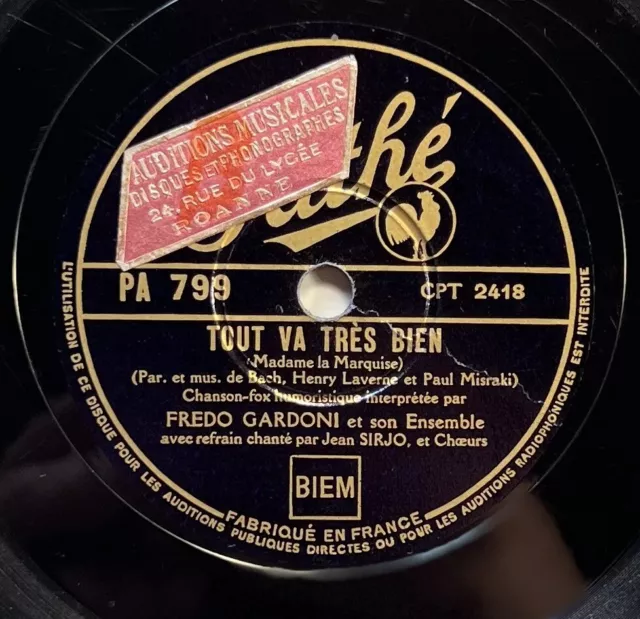 AUDITIONS MUSICALES
DISQUES ET PHONOGRAPHES
24, RUE DU LYCÉE
ROANNE
PA 799
CPT 2418
TOUT VA TRÈS BIEN
(Madame la Marquise)
(Par. et mus. de Bach, Henry Laverne et Paul Misraki)
Chanson-fox humoristique interprétée par
FREDO GARDONI et son Ensemble
avec refrain chanté par Jean SIRJO, et Chœurs
BIEM
FABRIQUÉ EN FRANCE
L'UTILISATION DE CE DISQUE POUR LES AUDITIONS PUBLIQUES DIRECTES OU POUR LES AUDITIONS RADIOPHONIQUES EST INTERDITE